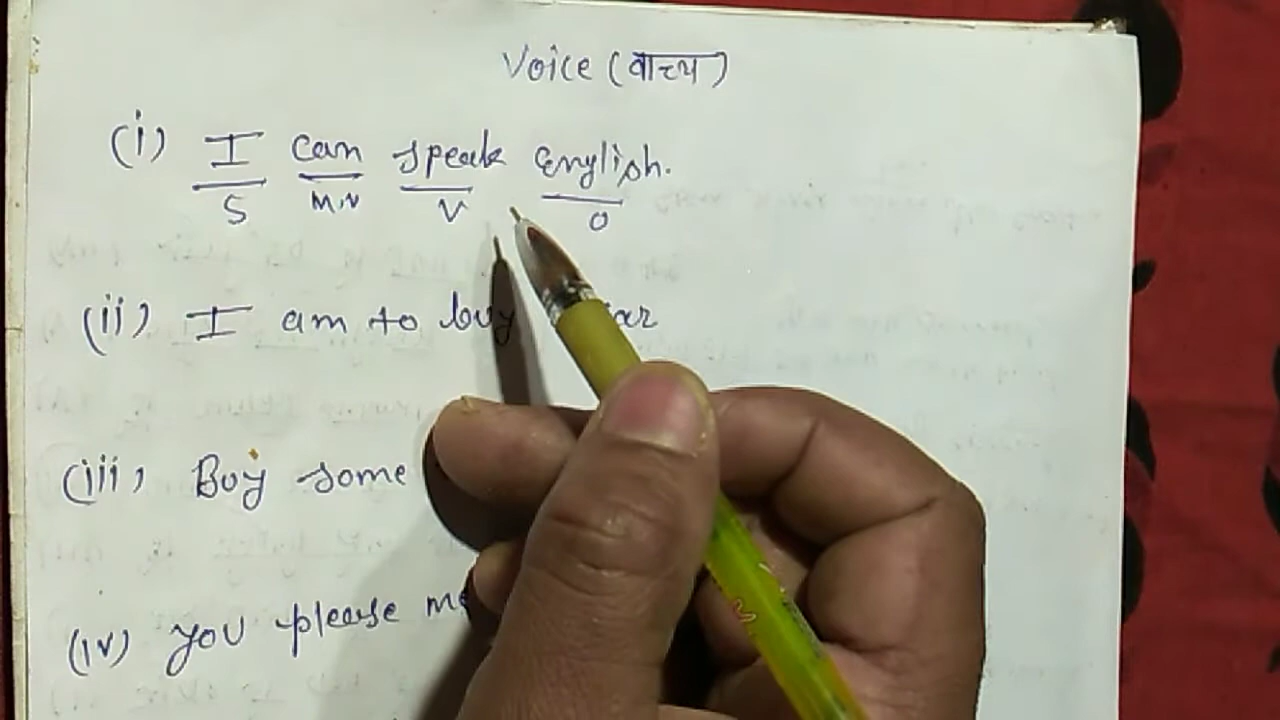 Voice (वाच्य)
(i) I can speak English.
S M.V V O
(ii) I am to buy
(iii) Buy some
(iv) you please